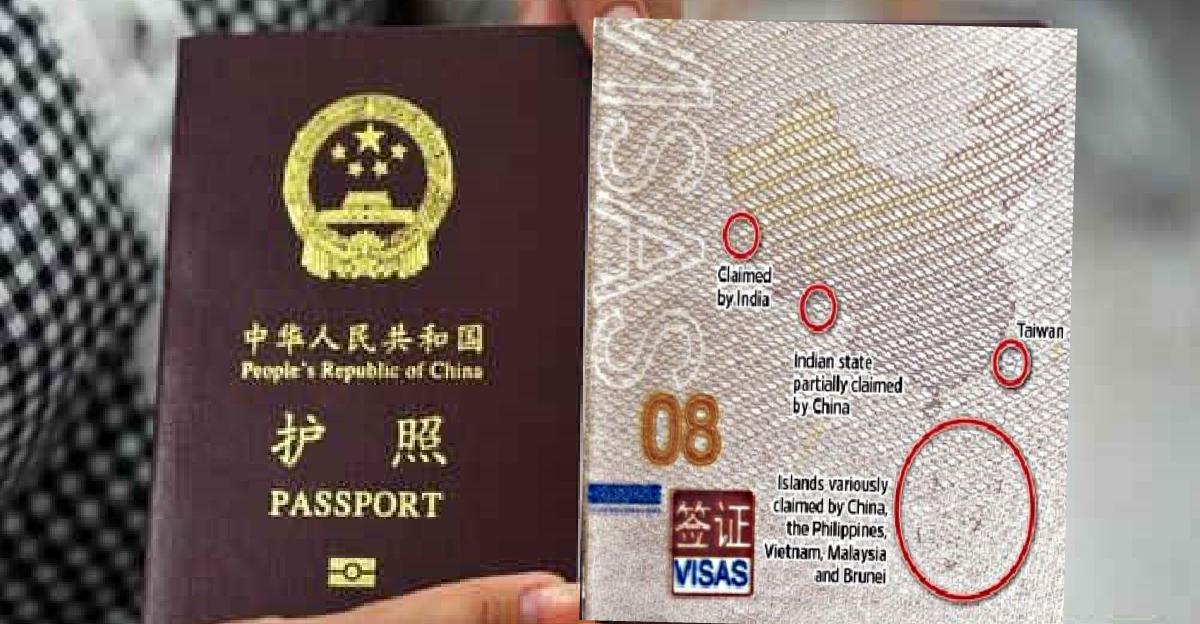 中华人民共和国
People's Republic of China
护 照
PASSPORT
VISAS
Claimed
by India
Taiwan
Indian state
partially claimed
by China
08
Islands variously
claimed by China,
the Philippines,
Vietnam, Malaysia
and Brunei
签证
VISAS